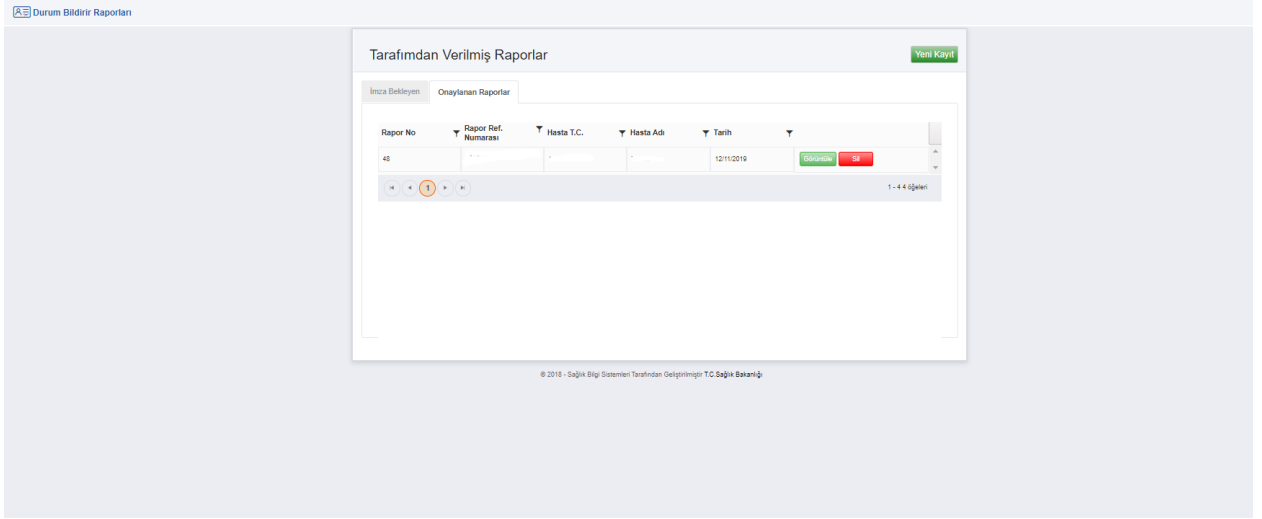 Durum Bildirir Raporları
Tarafımdan Verilmiş Raporlar
Yeni Kayıt
İmza Bekleyen Onaylanan Raporlar
Rapor No Rapor Ref. Numarası Hasta T.C. Hasta Adı Tarih
48 12/11/2019 Görüntüle Sil
1 1 - 4 4 öğeleri
© 2018 - Sağlık Bilgi Sistemleri Tarafından Geliştirilmiştir T.C.Sağlık Bakanlığı